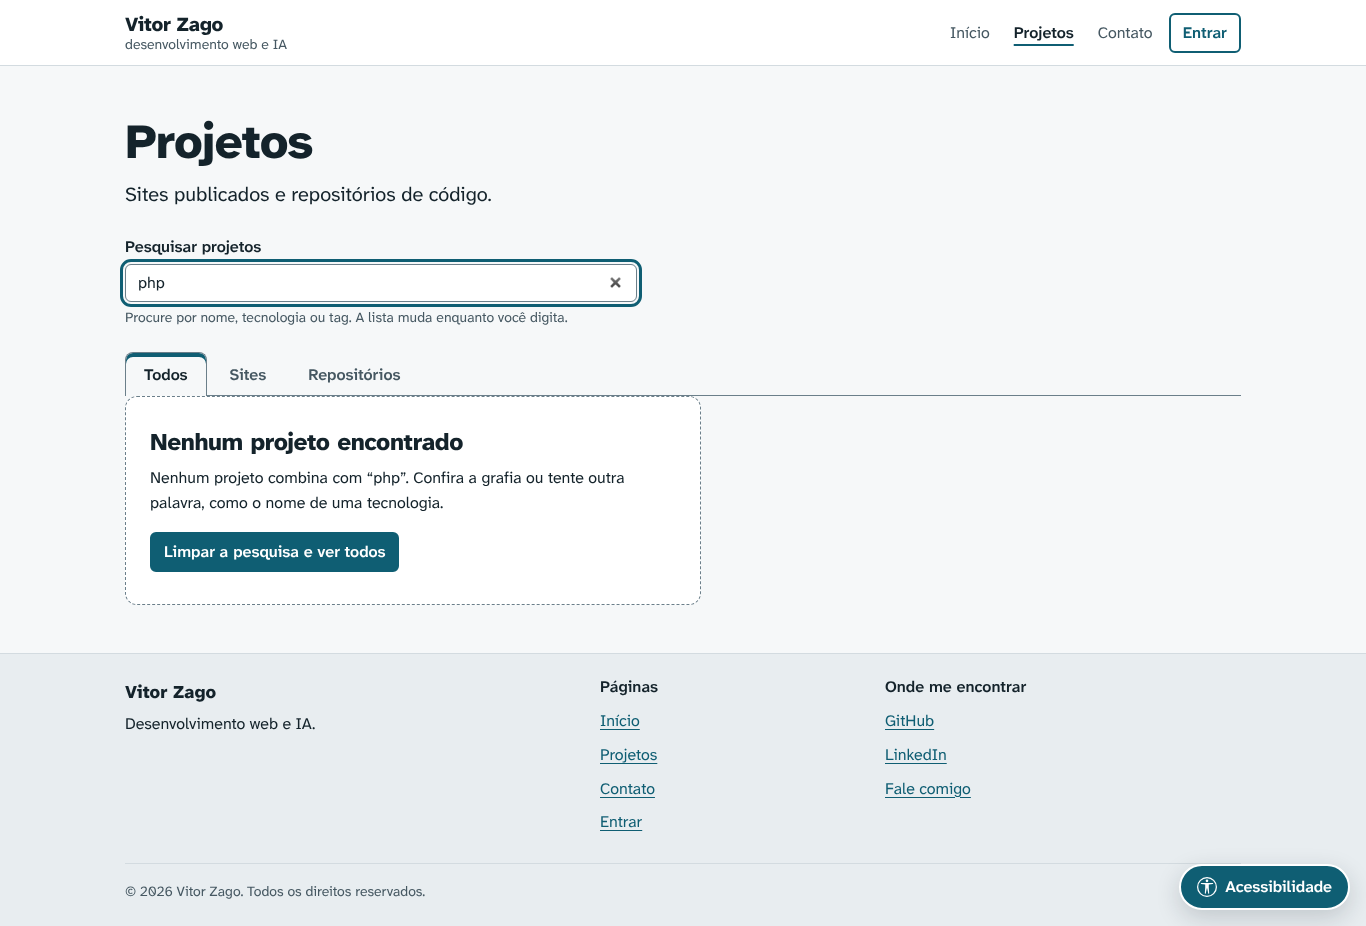 Vitor Zago
desenvolvimento web e IA
Início
Projetos
Contato
Entrar
Projetos
Sites publicados e repositórios de código.
Pesquisar projetos
php
Procure por nome, tecnologia ou tag. A lista muda enquanto você digita.
Todos
Sites
Repositórios
Nenhum projeto encontrado
Nenhum projeto combina com “php”. Confira a grafia ou tente outra
palavra, como o nome de uma tecnologia.
Limpar a pesquisa e ver todos
Vitor Zago
Desenvolvimento web e IA.
Páginas
Início
Projetos
Contato
Entrar
Onde me encontrar
GitHub
LinkedIn
Fale comigo
© 2026 Vitor Zago. Todos os direitos reservados.
Acessibilidade